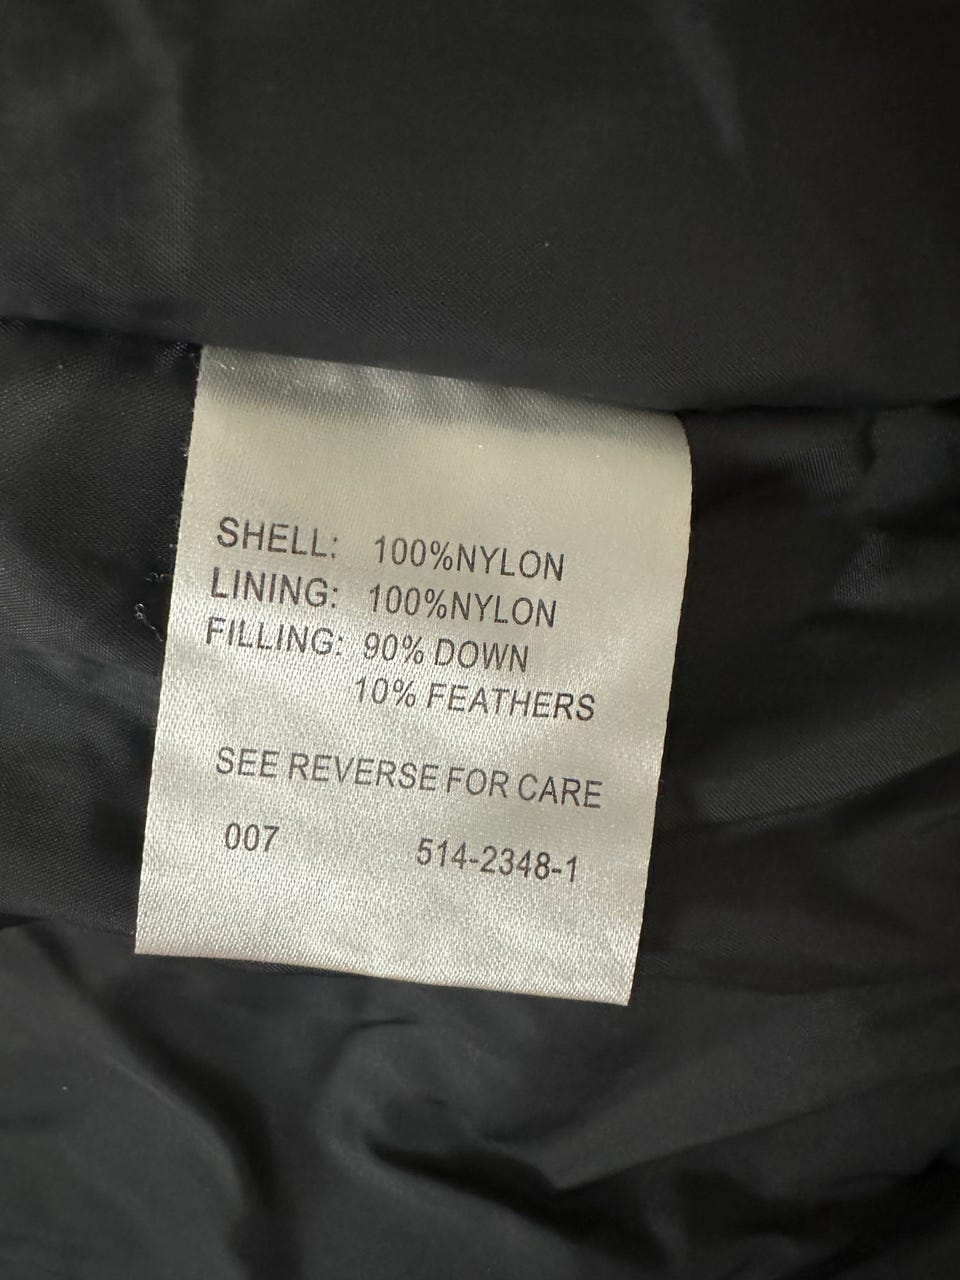 SHELL: 100%NYLON
LINING: 100%NYLON
FILLING: 90% DOWN
10% FEATHERS
SEE REVERSE FOR CARE
007 514-2348-1